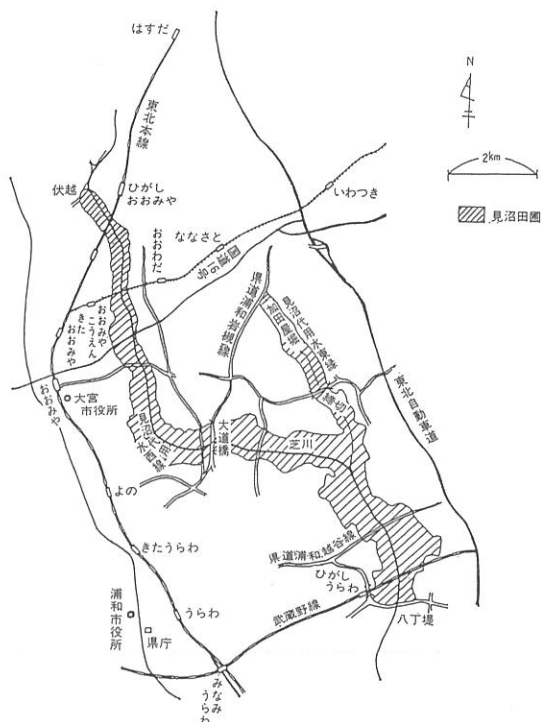 はすだ
東北本線
伏越
ひがし
おおみや
いわつき
ななさと
おおわだ
国道16号
N
2km
見沼田圃
おおみや
こうえん
きた
おおみや
おおみや
大宮
市役所
県道浦和岩槻線
見沼代用水東縁
加田屋堀
締切
東北自動車道
見沼代用
水西縁
大道橋
芝川
よの
きたうらわ
県道浦和、越谷線
ひがし
うらわ
八丁堤
武蔵野線
浦和
市役所
県庁
うらわ
みなみ
うらわ